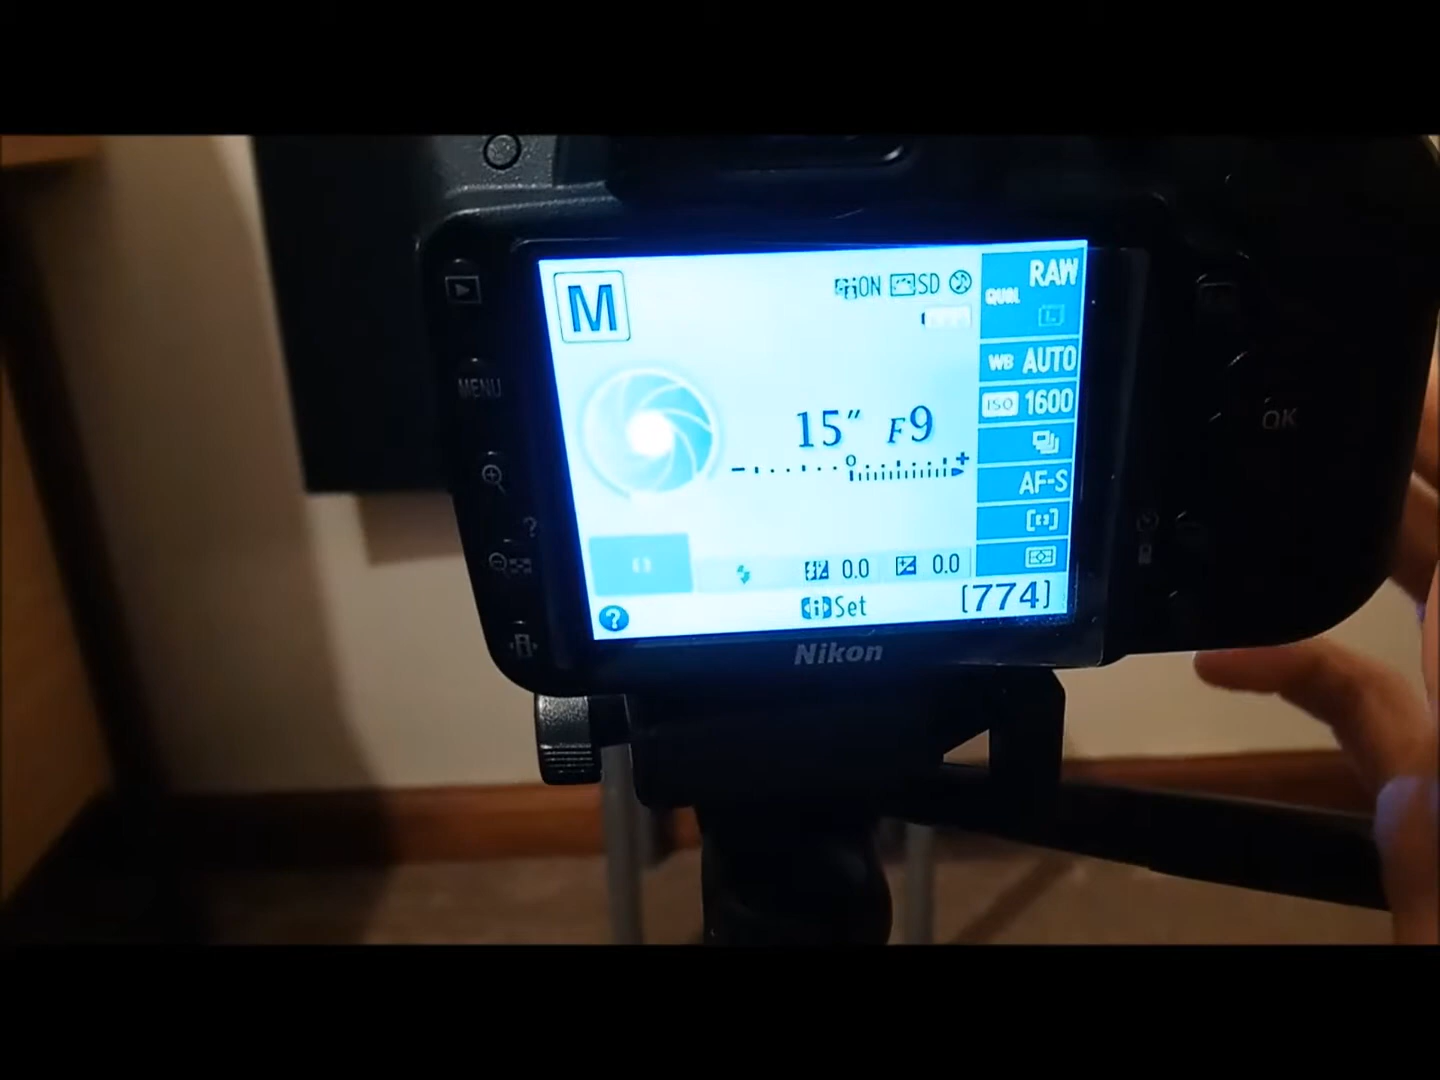 M
ON SD
RAW
QUAL
L
WB AUTO
ISO 1600
15" F9
- 0 +
AF-S
0.0 0.0
i Set
[774]
?
Nikon
MENU
?
OK